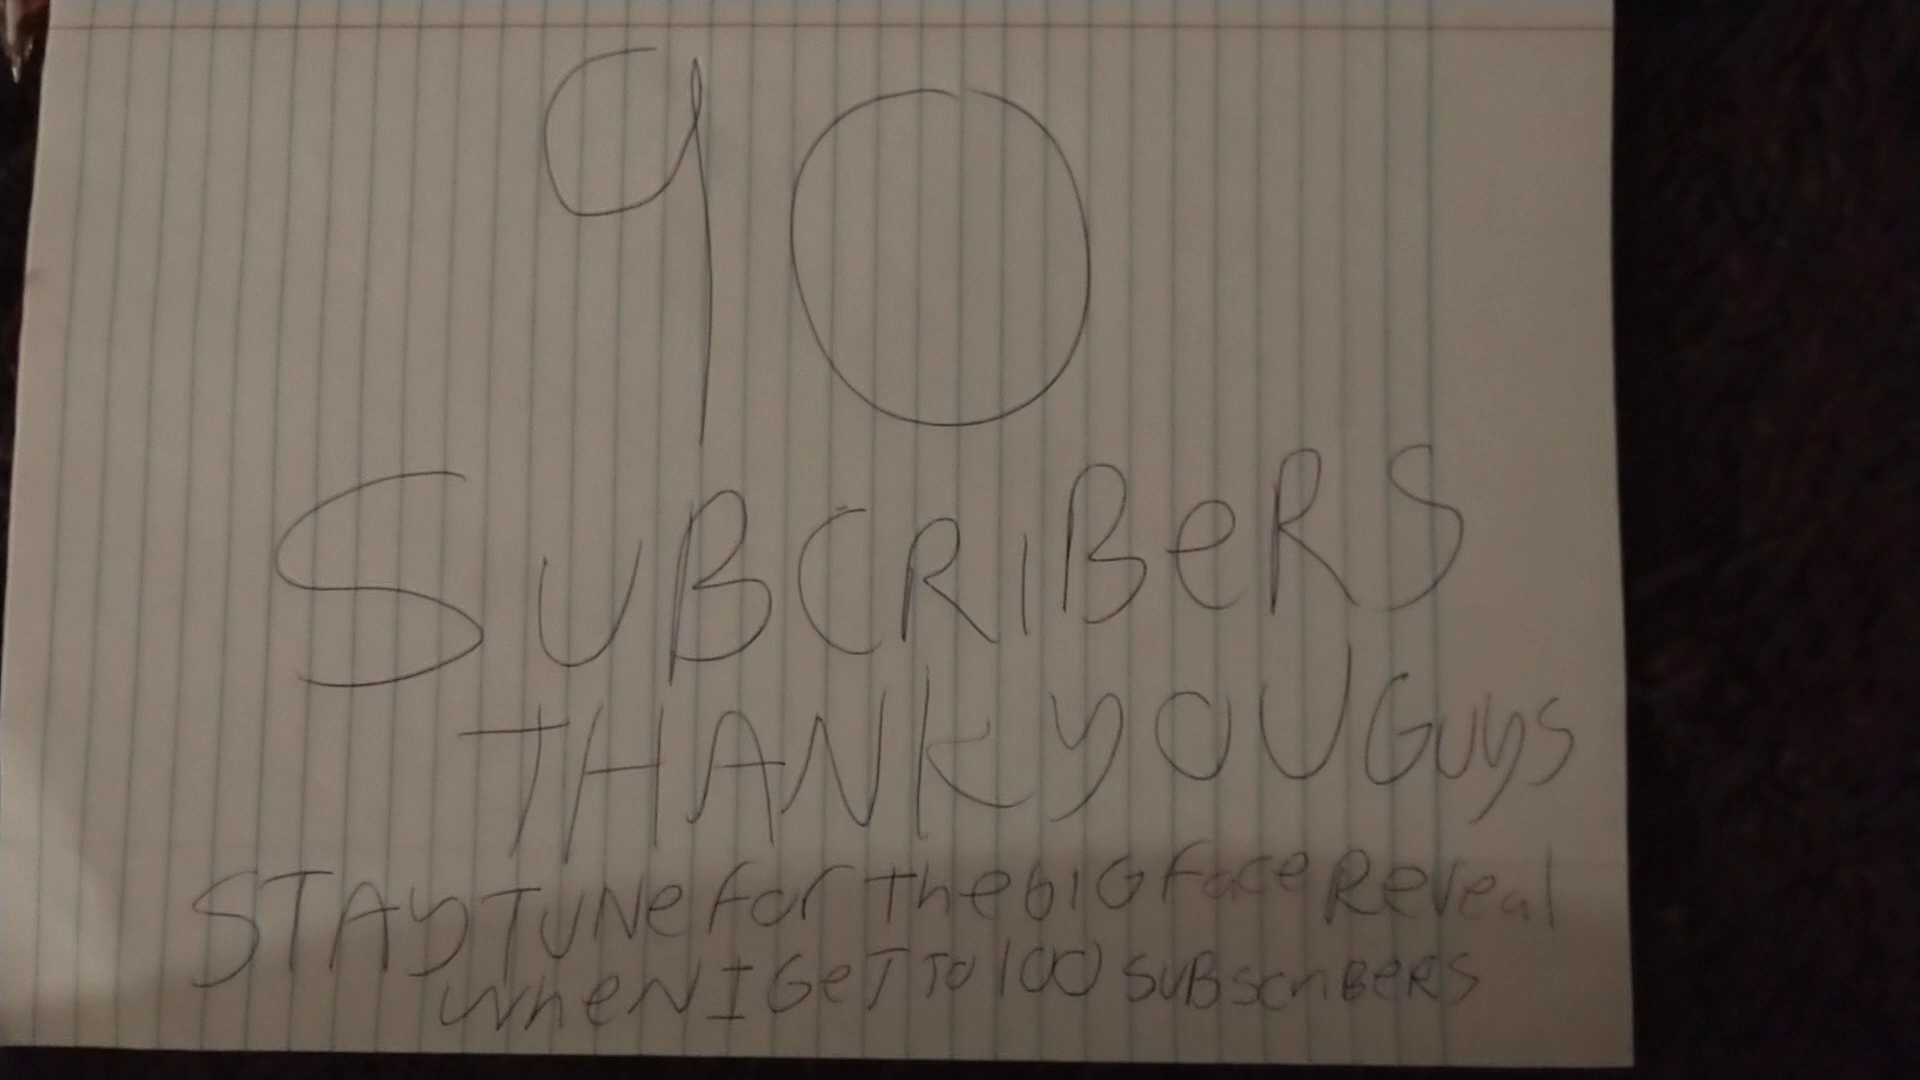 90
SUBCRIBeRS
THANK YOU Guys
STAY TUNe for The bIG face Reveal
wheN I GeT To 100 SUBscriBeRS